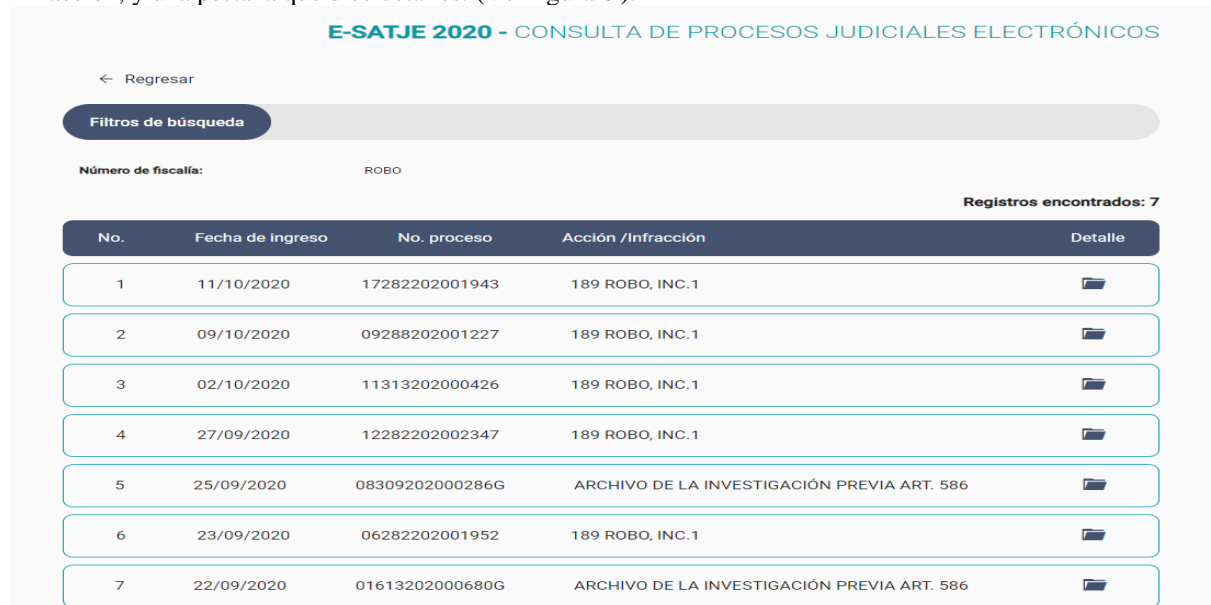 E-SATJE 2020 - CONSULTA DE PROCESOS JUDICIALES ELECTRÓNICOS
← Regresar
Filtros de búsqueda
Número de fiscalía: ROBO
Registros encontrados: 7
No. Fecha de ingreso No. proceso Acción /Infracción Detalle
1 11/10/2020 17282202001943 189 ROBO, INC.1
2 09/10/2020 09288202001227 189 ROBO, INC.1
3 02/10/2020 11313202000426 189 ROBO, INC.1
4 27/09/2020 12282202002347 189 ROBO, INC.1
5 25/09/2020 08309202000286G ARCHIVO DE LA INVESTIGACIÓN PREVIA ART. 586
6 23/09/2020 06282202001952 189 ROBO, INC.1
7 22/09/2020 01613202000680G ARCHIVO DE LA INVESTIGACIÓN PREVIA ART. 586